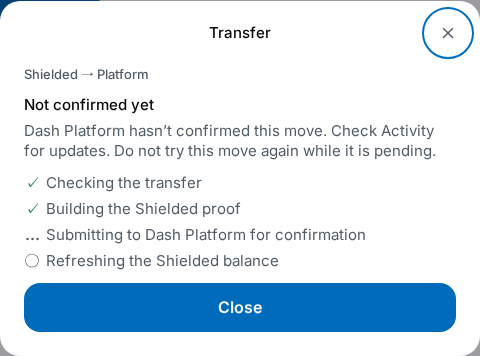 Transfer
Shielded → Platform
Not confirmed yet
Dash Platform hasn’t confirmed this move. Check Activity
for updates. Do not try this move again while it is pending.
✓ Checking the transfer
✓ Building the Shielded proof
… Submitting to Dash Platform for confirmation
○ Refreshing the Shielded balance
Close